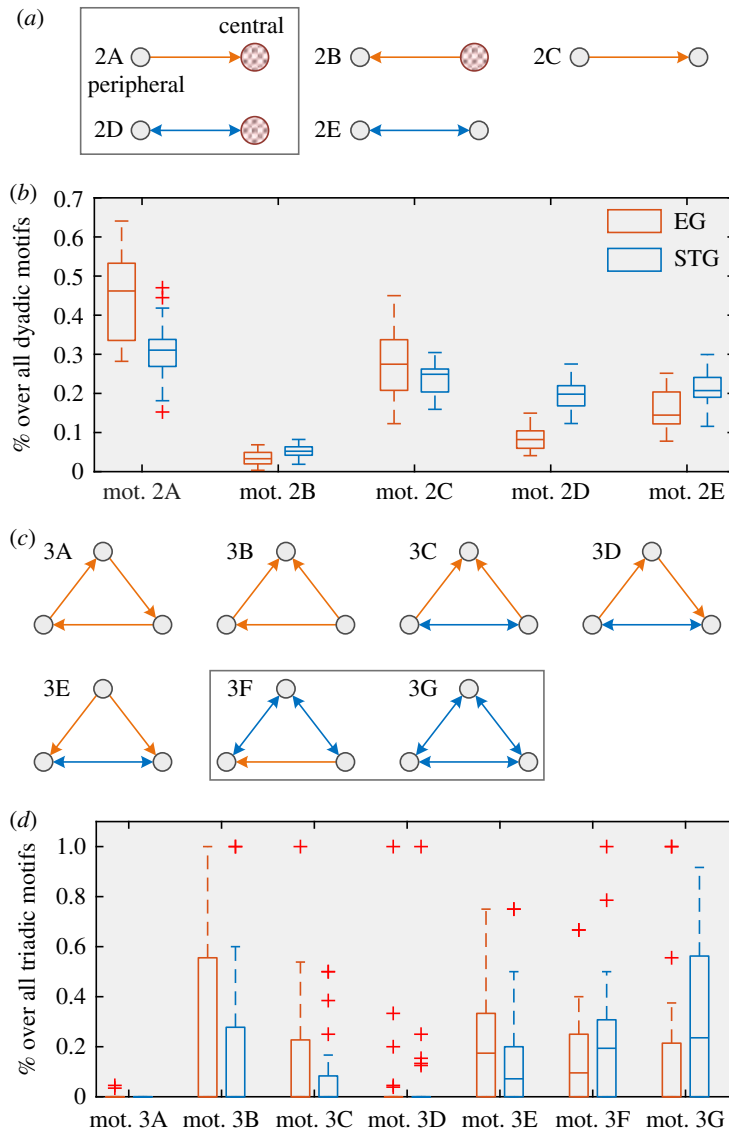 (a)
central
2A
2B
2C
peripheral
2D
2E
(b)
0.7
EG
0.6
STG
0.5
0.4
0.3
0.2
0.1
0
% over all dyadic motifs
mot. 2A
mot. 2B
mot. 2C
mot. 2D
mot. 2E
(c)
3A
3B
3C
3D
3E
3F
3G
(d)
1.0
0.8
0.6
0.4
0.2
0
% over all triadic motifs
mot. 3A
mot. 3B
mot. 3C
mot. 3D
mot. 3E
mot. 3F
mot. 3G